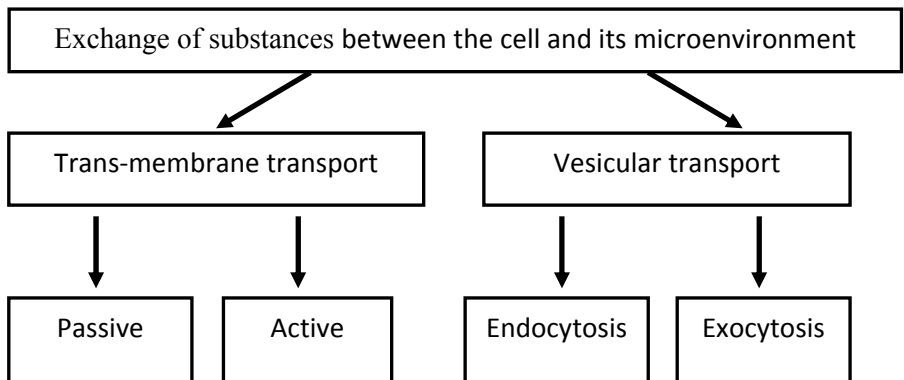 Exchange of substances between the cell and its microenvironment
Trans-membrane transport
Vesicular transport
Passive
Active
Endocytosis
Exocytosis